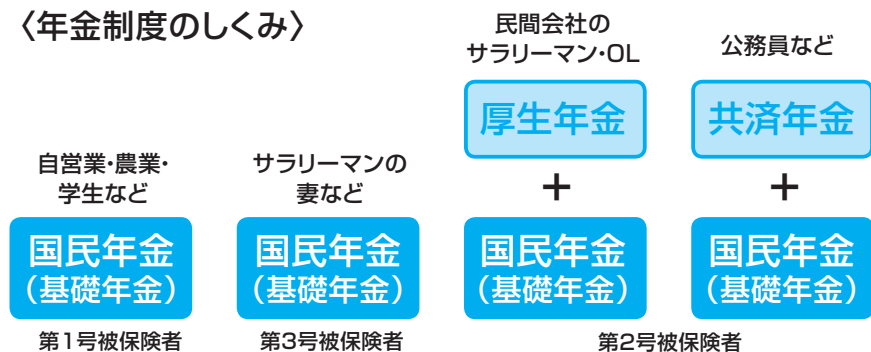 〈年金制度のしくみ〉
民間会社の
サラリーマン・OL
公務員など
厚生年金
共済年金
自営業・農業・
学生など
サラリーマンの
妻など
+
+
国民年金
（基礎年金）
国民年金
（基礎年金）
国民年金
（基礎年金）
国民年金
（基礎年金）
第1号被保険者
第3号被保険者
第2号被保険者